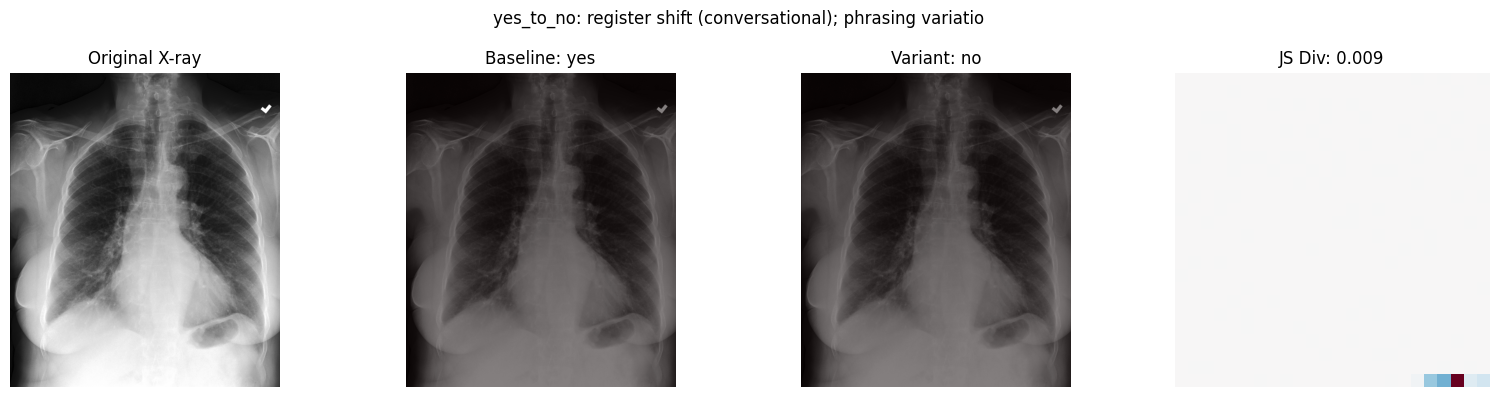 yes_to_no: register shift (conversational); phrasing variatio
Original X-ray
Baseline: yes
Variant: no
JS Div: 0.009